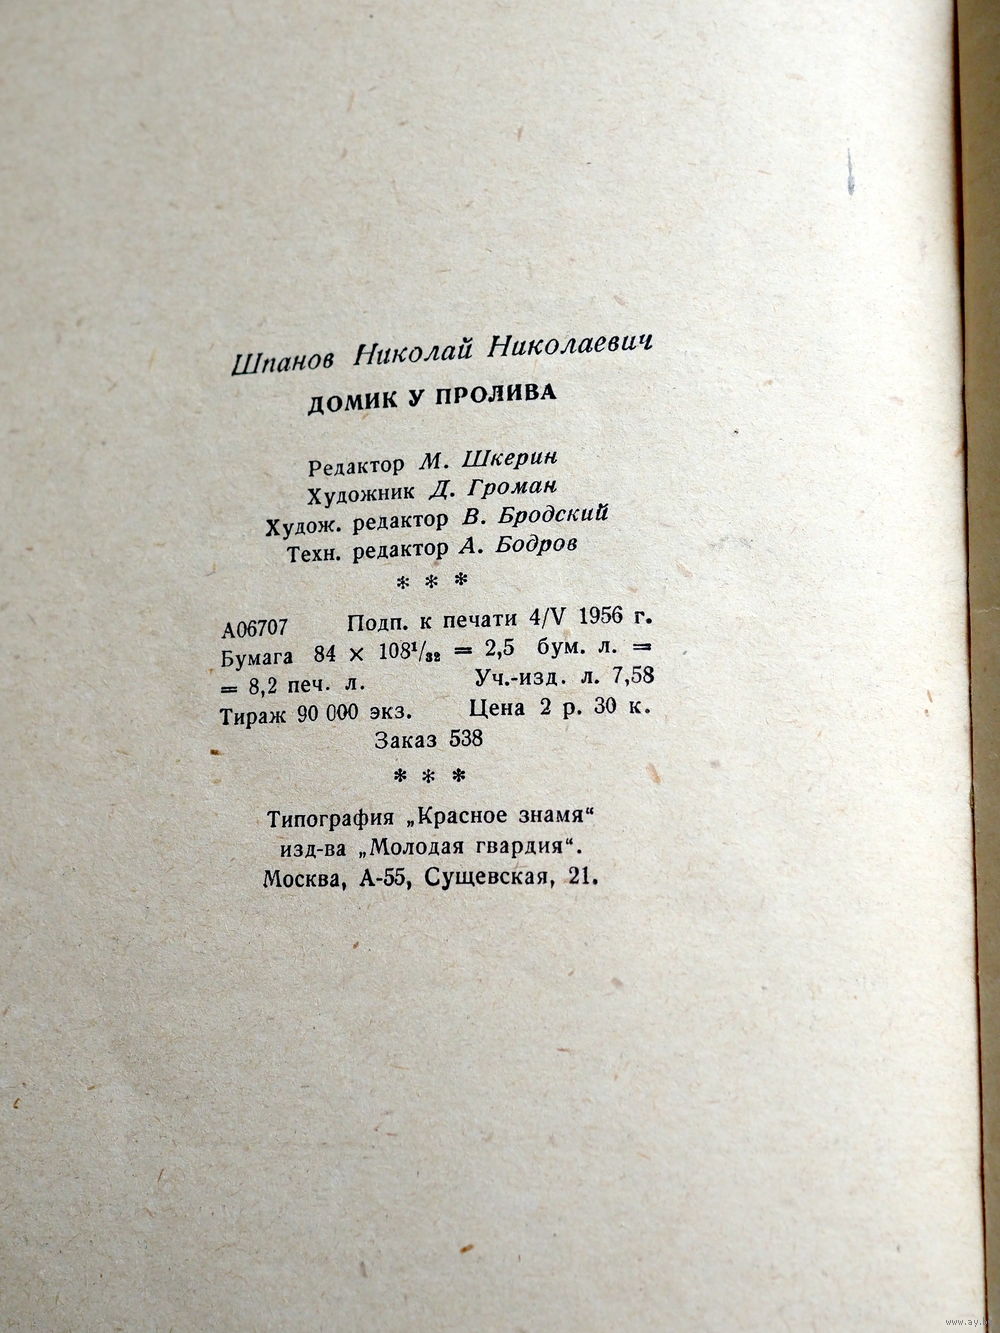 Шпанов Николай Николаевич
ДОМИК У ПРОЛИВА
Редактор М. Шкерин
Художник Д. Громан
Худож. редактор В. Бродский
Техн. редактор А. Бодров
* * *
А06707 Подп. к печати 4/V 1956 г.
Бумага 84 × 108¹/₃₂ = 2,5 бум. л. =
= 8,2 печ. л. Уч.-изд. л. 7,58
Тираж 90 000 экз. Цена 2 р. 30 к.
Заказ 538
* * *
Типография „Красное знамя“
изд-ва „Молодая гвардия“.
Москва, А-55, Сущевская, 21.